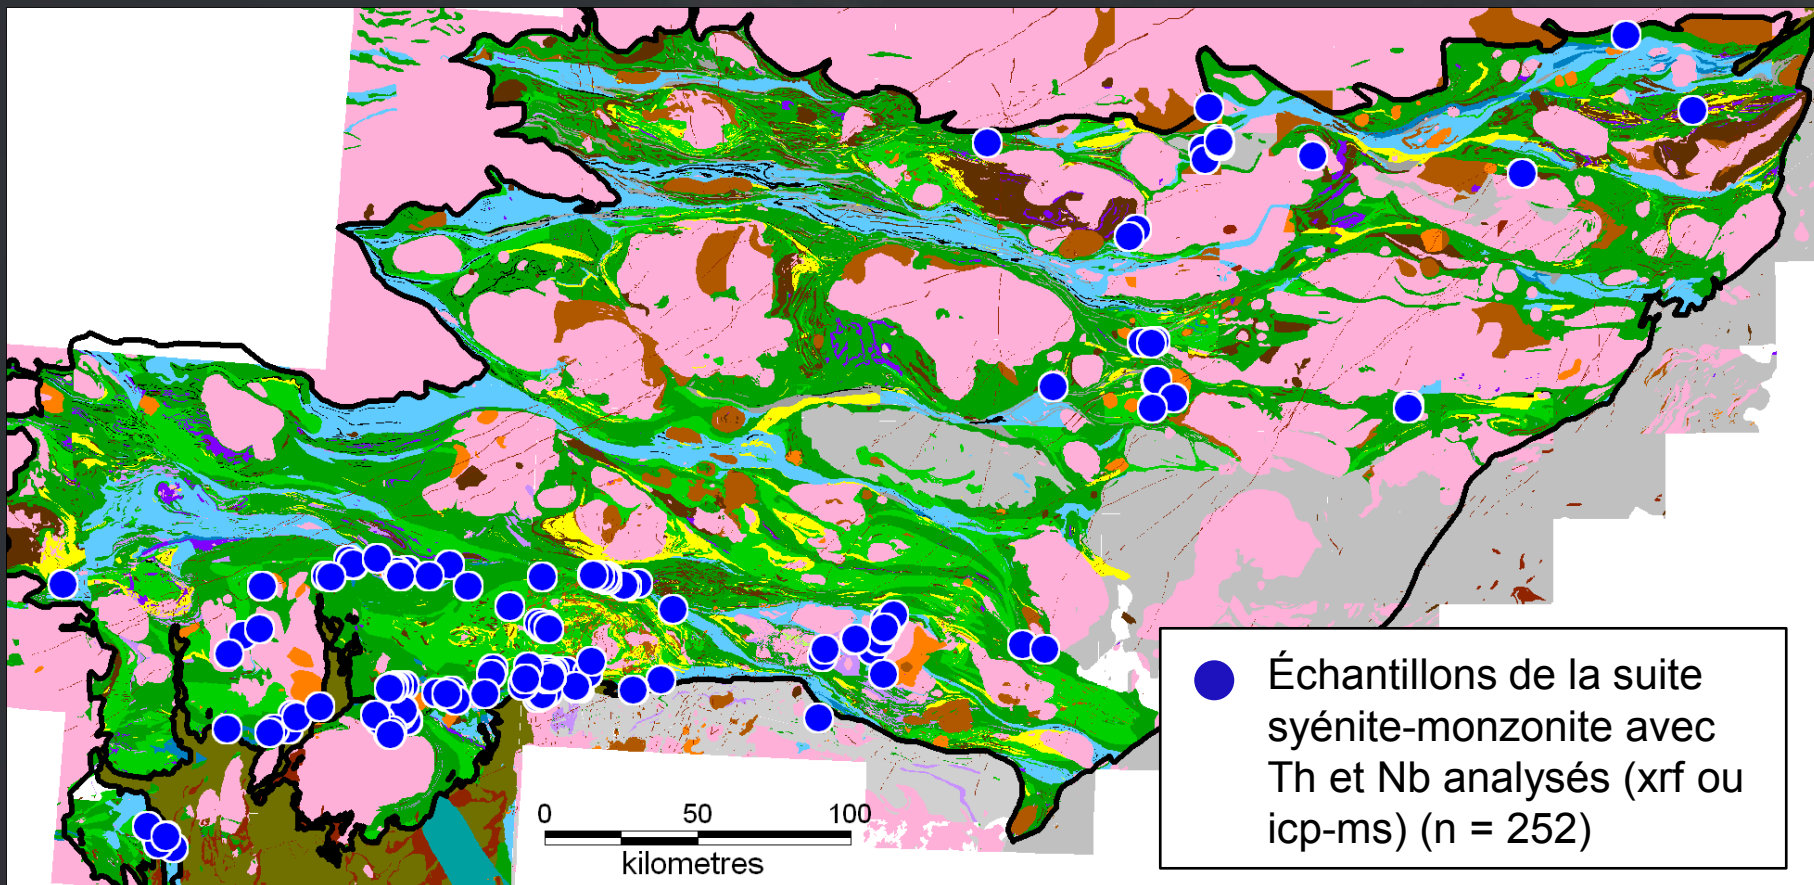 0 50 100
kilometres
Échantillons de la suite
syénite-monzonite avec
Th et Nb analysés (xrf ou
icp-ms) (n = 252)